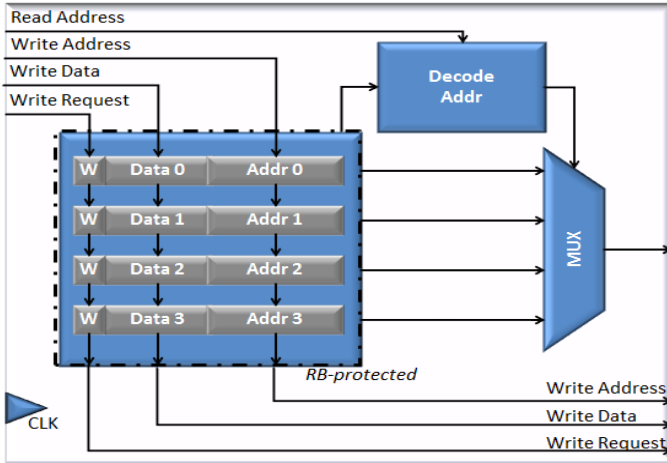 Read Address
Write Address
Write Data
Write Request
Decode
Addr
W Data 0 Addr 0
W Data 1 Addr 1
W Data 2 Addr 2
W Data 3 Addr 3
MUX
RB-protected
CLK
Write Address
Write Data
Write Request